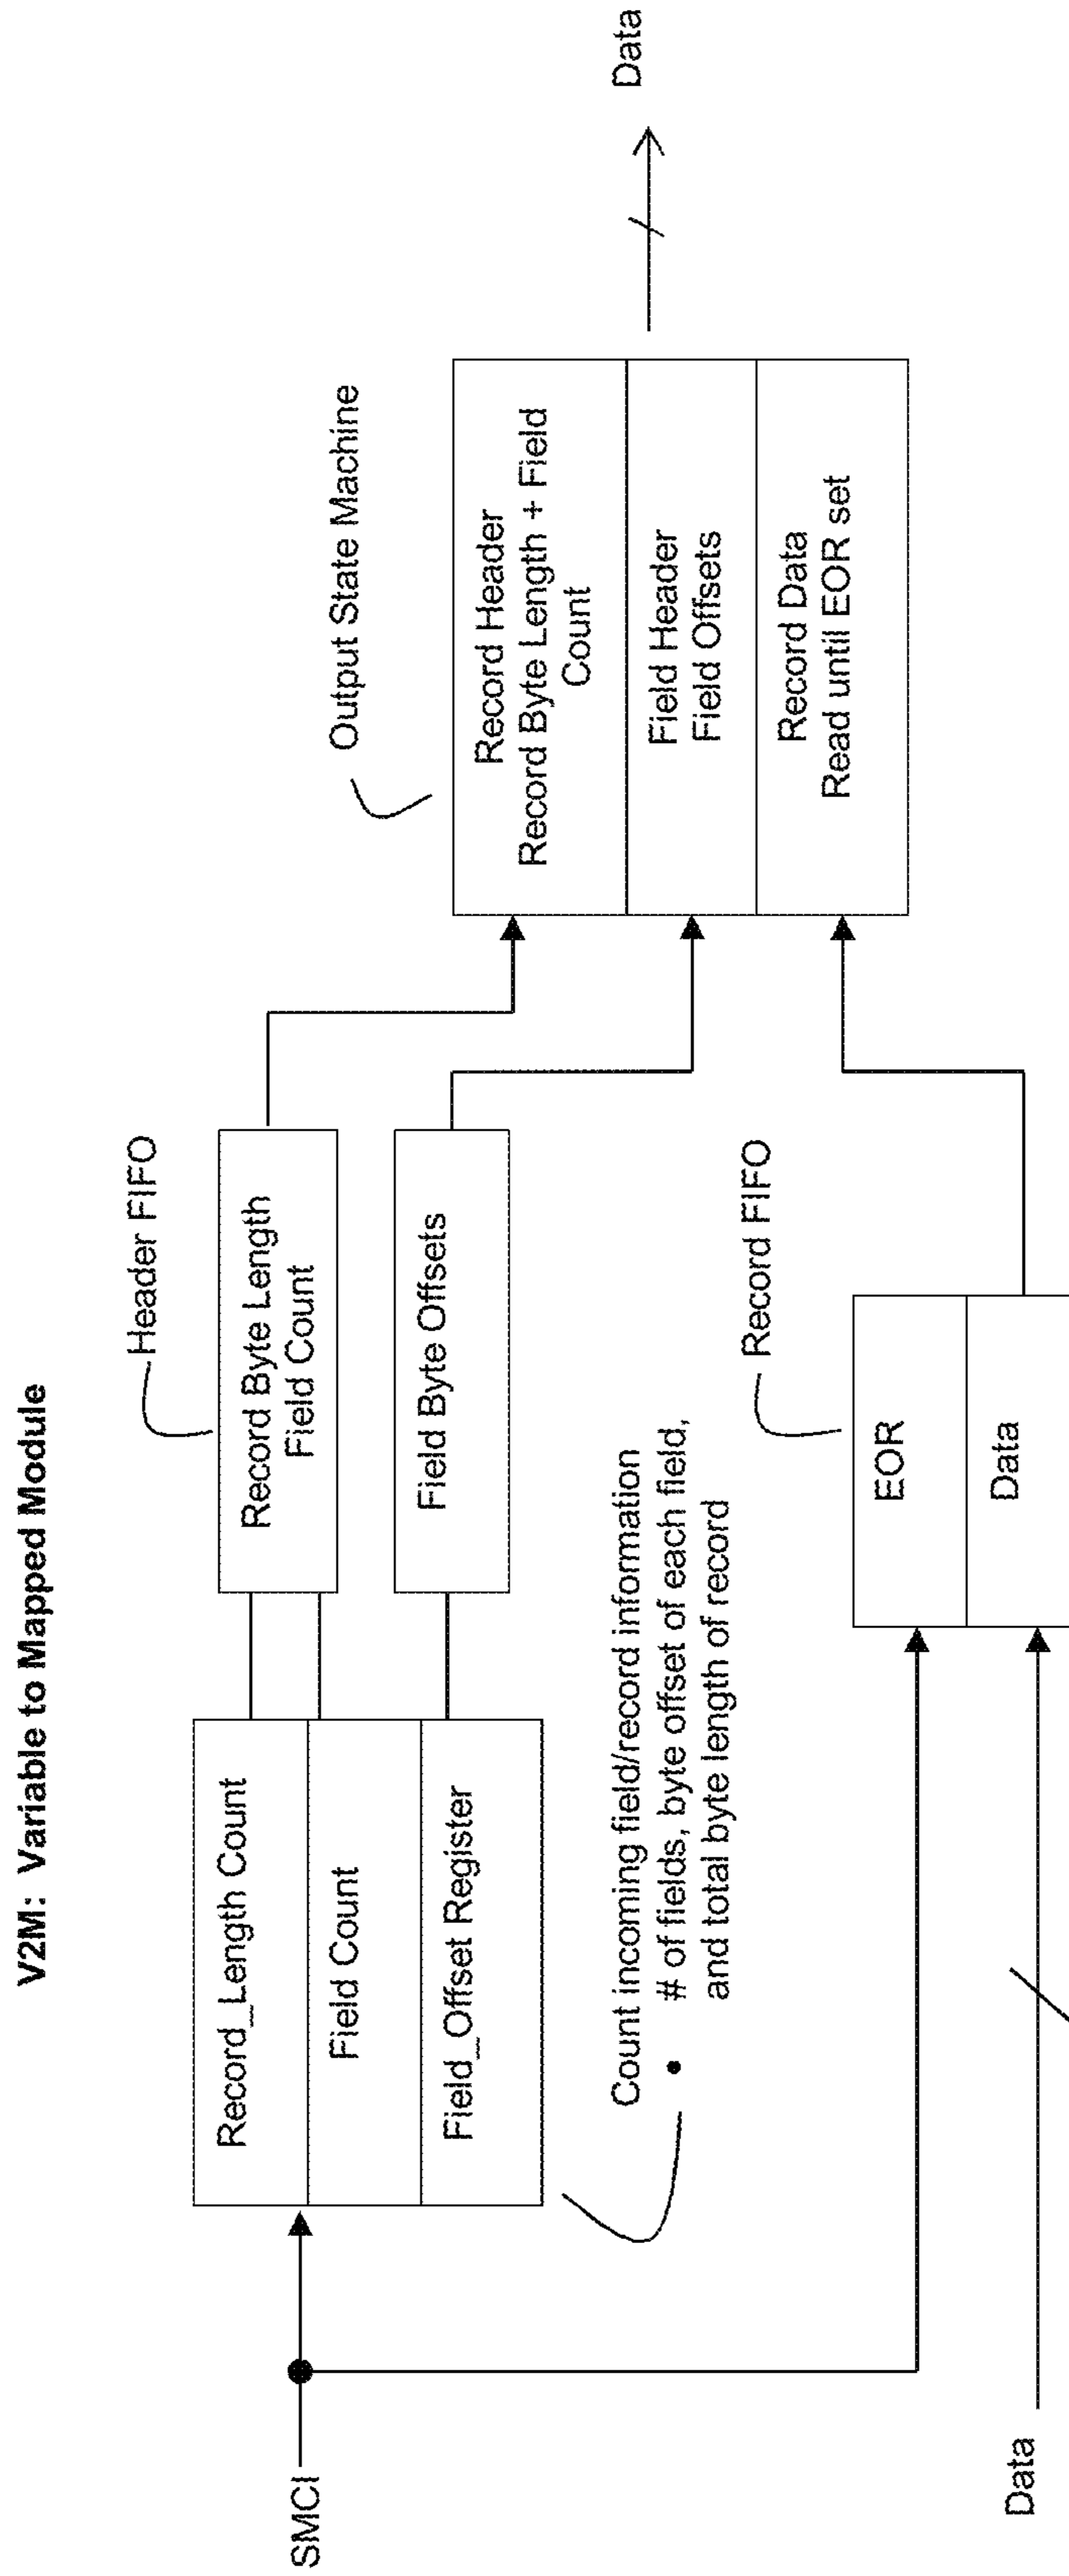 V2M: Variable to Mapped Module
SMCI
Record_Length Count
Field Count
Field_Offset Register
Header FIFO
Record Byte Length
Field Count
Field Byte Offsets
Count incoming field/record information
• # of fields, byte offset of each field,
and total byte length of record
Output State Machine
Record Header
Record Byte Length + Field
Count
Field Header
Field Offsets
Record Data
Read until EOR set
Data
Record FIFO
EOR
Data
Data